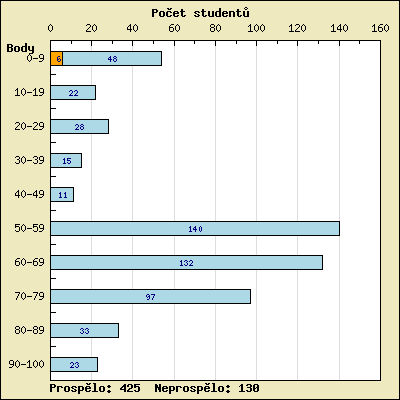 Počet studentů
0 20 40 60 80 100 120 140 160
Body
0-9 6 48
10-19 22
20-29 28
30-39 15
40-49 11
50-59 140
60-69 132
70-79 97
80-89 33
90-100 23
Prospělo: 425 Neprospělo: 130